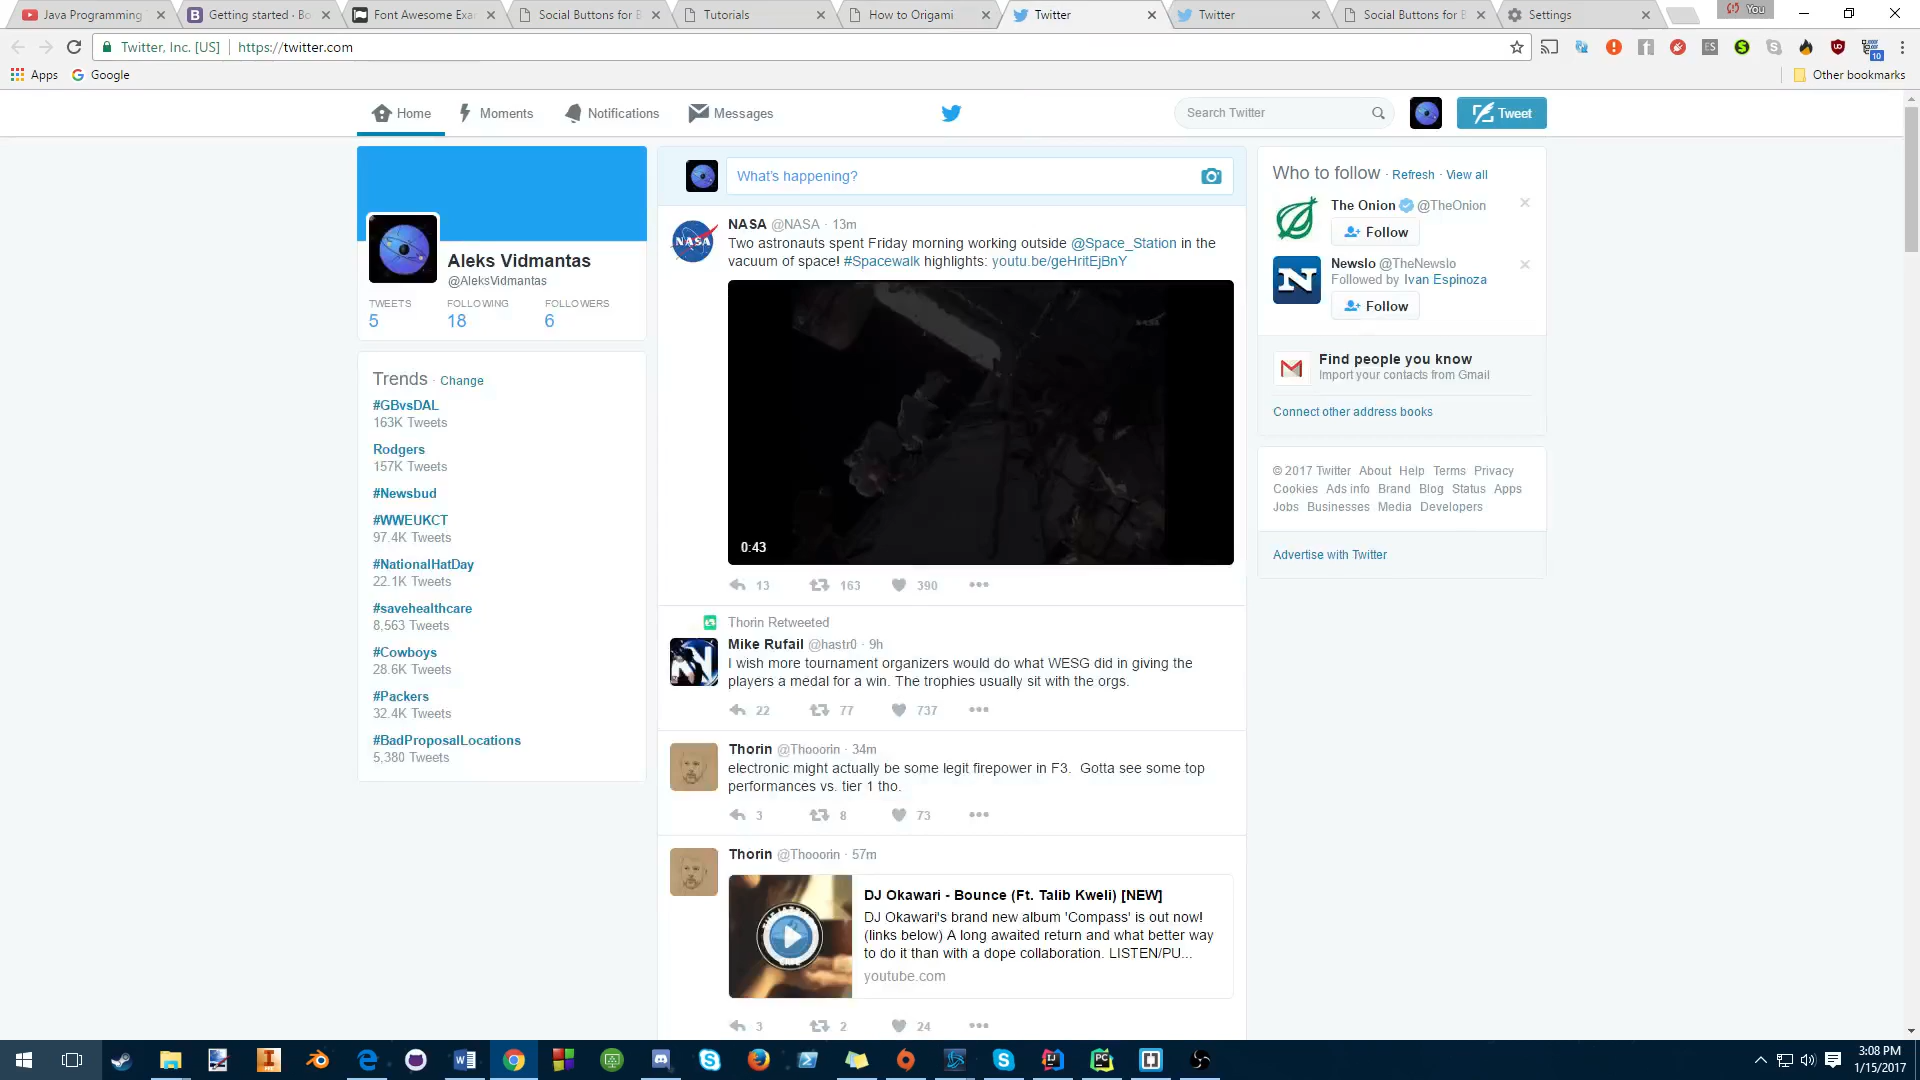 Java Programming
Getting started · Bo
Font Awesome Exa
Social Buttons for B
Tutorials
How to Origami
Twitter
Twitter
Social Buttons for B
Settings
You
Twitter, Inc. [US]
https://twitter.com
ES
10
Apps
Google
Other bookmarks
Home
Moments
Notifications
Messages
Search Twitter
Tweet
Aleks Vidmantas
@AleksVidmantas
TWEETS
FOLLOWING
FOLLOWERS
5
18
6
Trends · Change
#GBvsDAL
163K Tweets
Rodgers
157K Tweets
#Newsbud
#WWEUKCT
97.4K Tweets
#NationalHatDay
22.1K Tweets
#savehealthcare
8,563 Tweets
#Cowboys
28.6K Tweets
#Packers
32.4K Tweets
#BadProposalLocations
5,380 Tweets
What's happening?
NASA
NASA @NASA · 13m
Two astronauts spent Friday morning working outside @Space_Station in the
vacuum of space! #Spacewalk highlights: youtu.be/geHritEjBnY
0:43
13
163
390
Thorin Retweeted
Mike Rufail @hastr0 · 9h
I wish more tournament organizers would do what WESG did in giving the
players a medal for a win. The trophies usually sit with the orgs.
22
77
737
Thorin @Thooorin · 34m
electronic might actually be some legit firepower in F3. Gotta see some top
performances vs. tier 1 tho.
3
8
73
Thorin @Thooorin · 57m
DJ Okawari - Bounce (Ft. Talib Kweli) [NEW]
DJ Okawari's brand new album 'Compass' is out now!
(links below) A long awaited return and what better way
to do it than with a dope collaboration. LISTEN/PU...
youtube.com
3
2
24
Who to follow · Refresh · View all
The Onion @TheOnion
Follow
Newslo @TheNewslo
Followed by Ivan Espinoza
Follow
Find people you know
Import your contacts from Gmail
Connect other address books
© 2017 Twitter About Help Terms Privacy
Cookies Ads info Brand Blog Status Apps
Jobs Businesses Media Developers
Advertise with Twitter
3:08 PM
1/15/2017